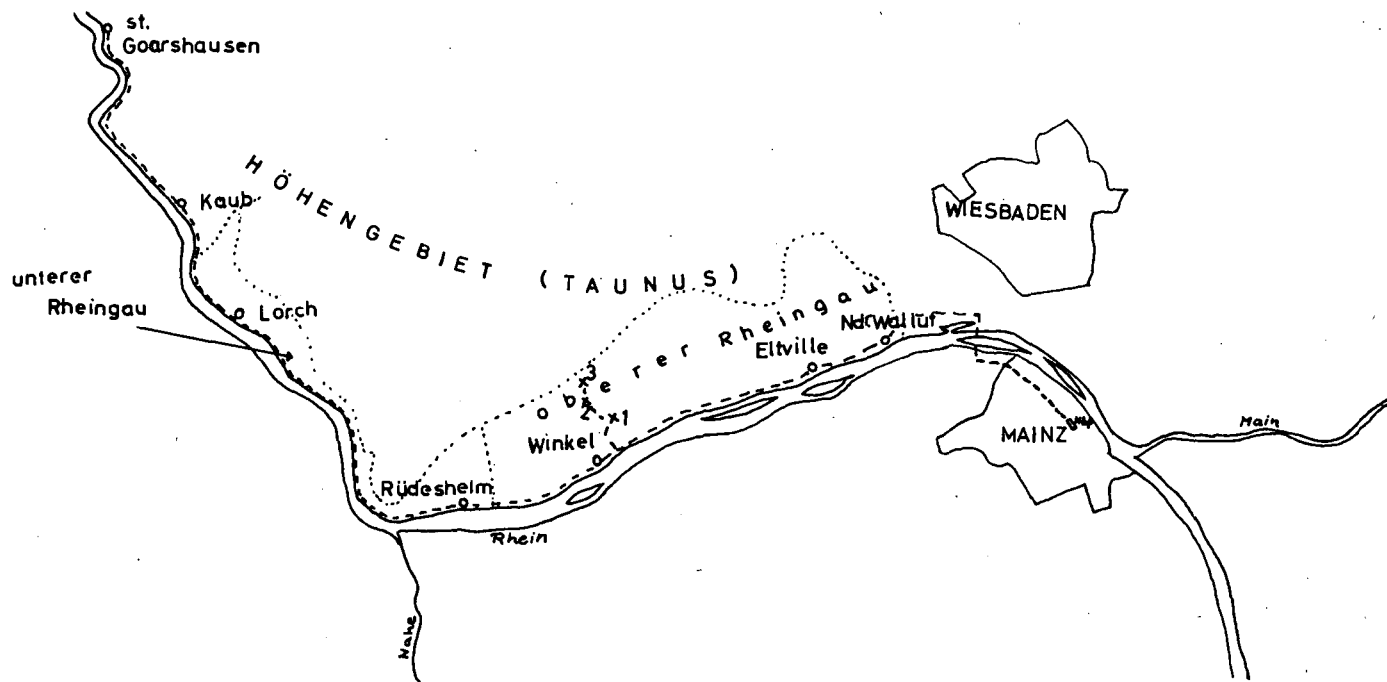 st.
Goarshausen
Kaub
HÖHENGEBIET (TAUNUS)
WIESBADEN
unterer
Rheingau
Lorch
oberer Rheingau
Ndr.Walluf
Eltville
3
2
1
Winkel
MAINZ
Main
Rüdesheim
Rhein
Nahe